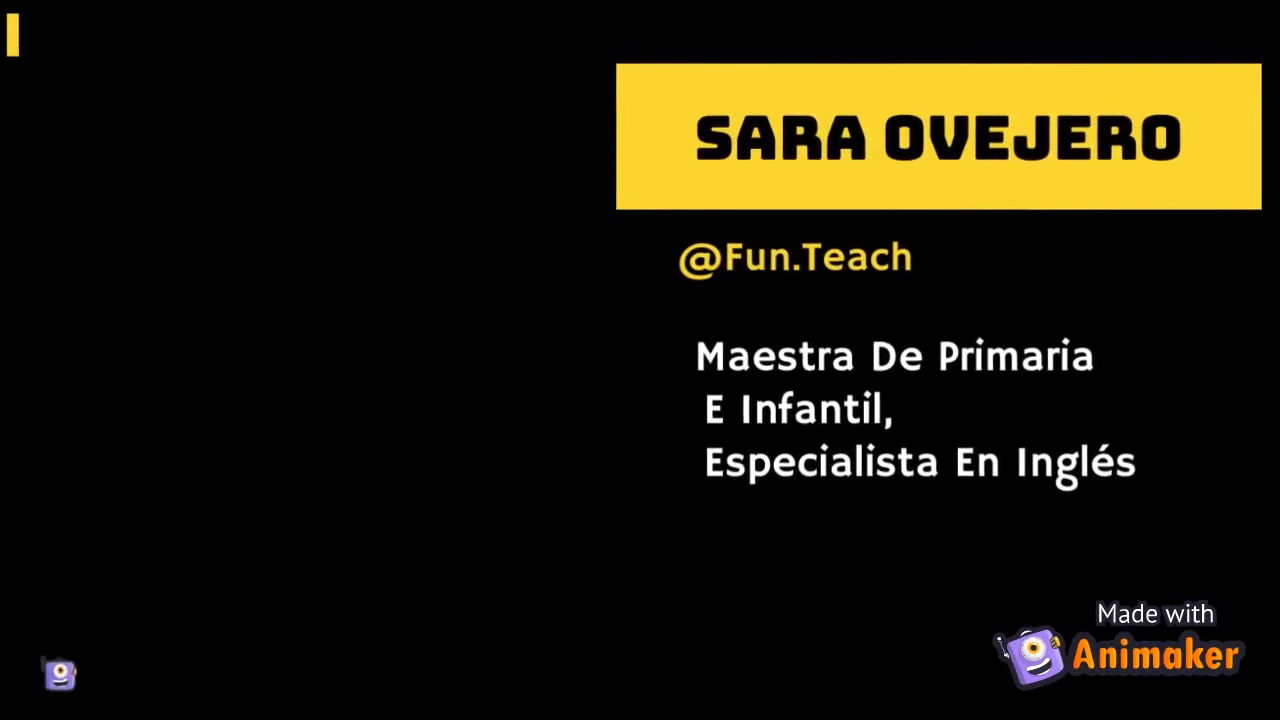 SARA OVEJERO
@Fun.Teach
Maestra De Primaria
E Infantil,
Especialista En Inglés
Made with
Animaker